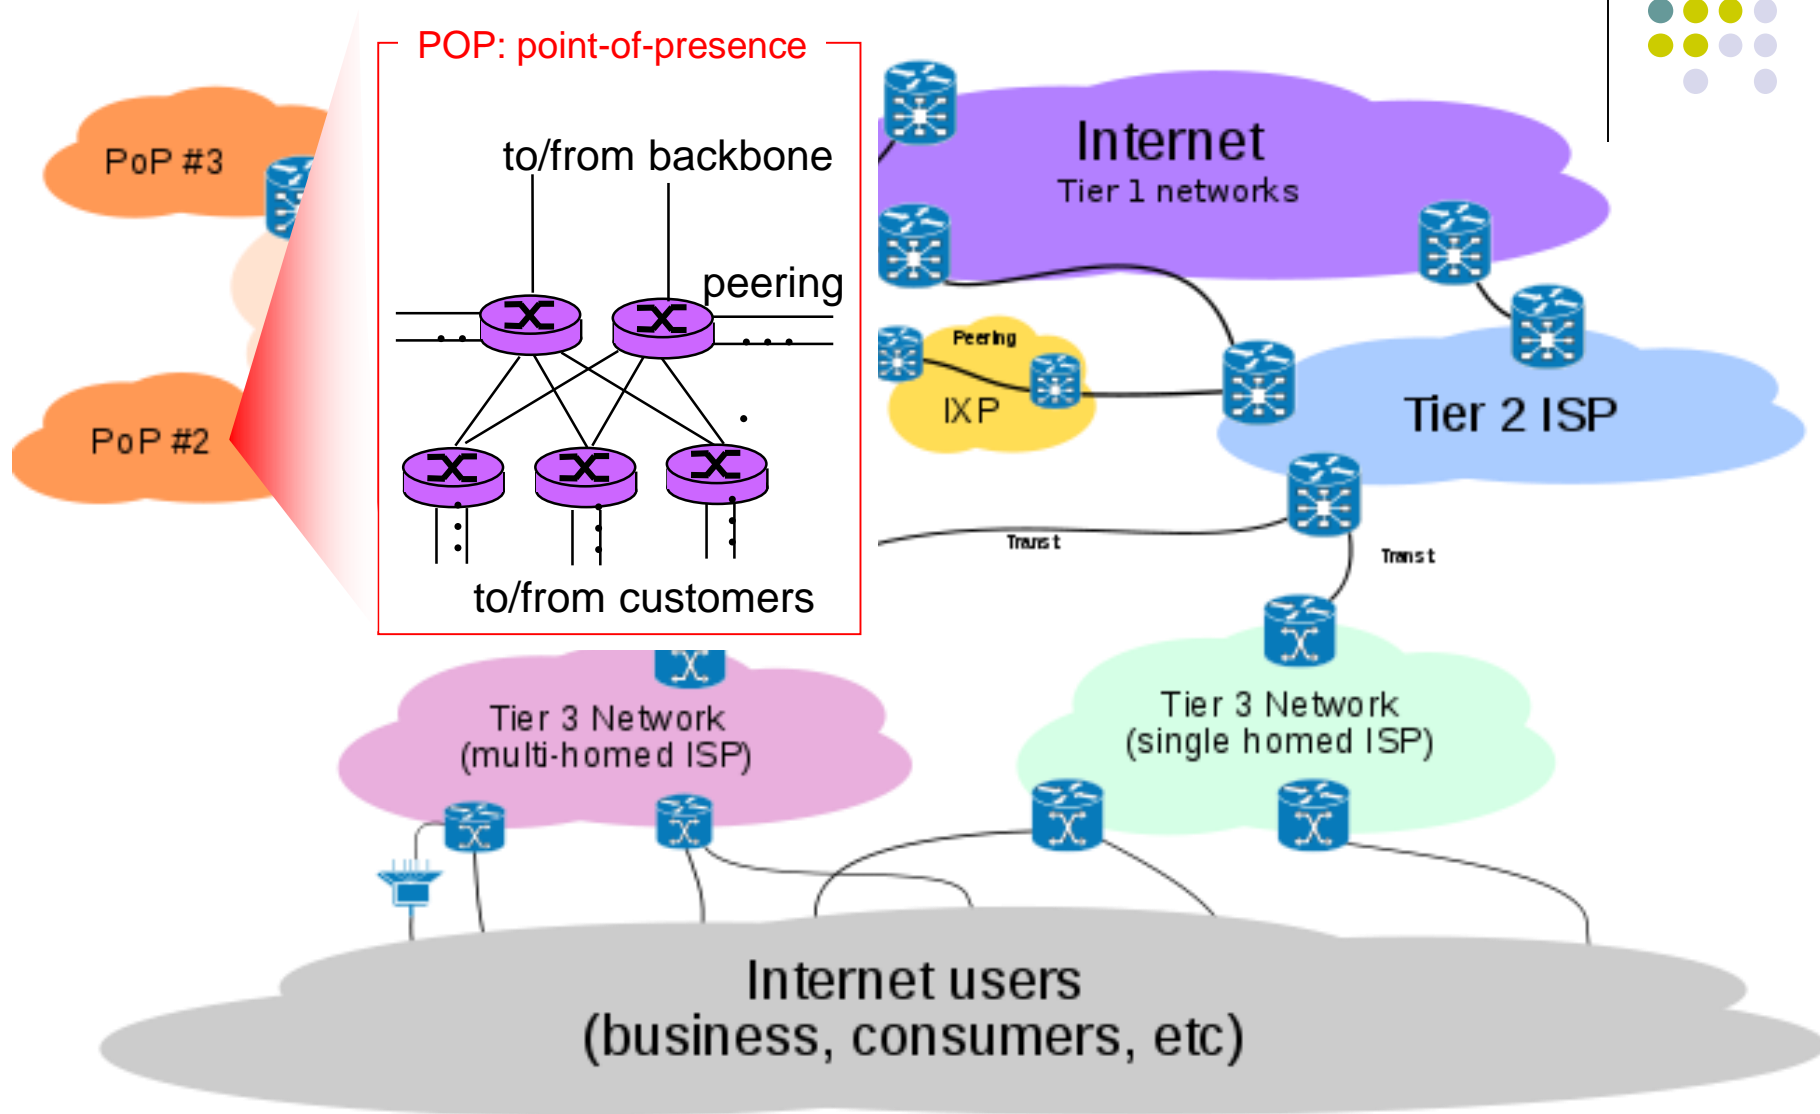 POP: point-of-presence
to/from backbone
peering
to/from customers
PoP #3
PoP #2
Internet
Tier 1 networks
Peering
IXP
Tier 2 ISP
Transt
Transt
Tier 3 Network
(multi-homed ISP)
Tier 3 Network
(single homed ISP)
Internet users
(business, consumers, etc)